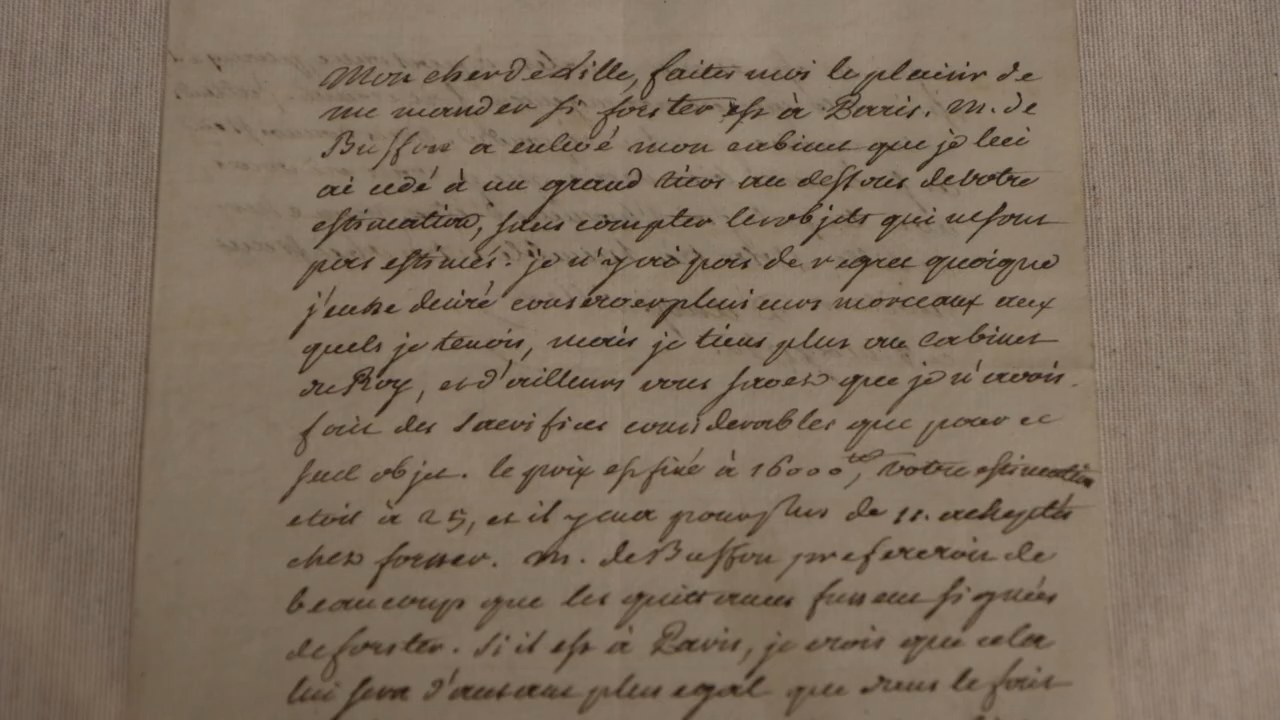 Mon cher de Lille, faites moi le plaisir de
me mander si forster est à Paris. M. de
Buffon a enlevé mon cabinet que je lui
ai cedé à un grand tiers au dessous de votre
estimation, sans compter les objets qui ne sont
pas estimés. je n'y ai pas de regret quoique
j'eusse desiré conserver plusieurs morceaux aux
quels je tenois, mais je tiens plus au Cabinet
du Roy, et d'ailleurs vous savez que je n'avois
fait des sacrifices considerables que pour ce
seul objet. le prix est fixé à 16000tt, votre estimation
etoit à 25, et il y en a pour plus de 11. acheptés
chez forster. M. de Buffon prefereroit de
beaucoup que les quittances fussent signées
de forster. Si il est à Paris, je crois que cela
lui sera d'autant plus egal que dans le fait